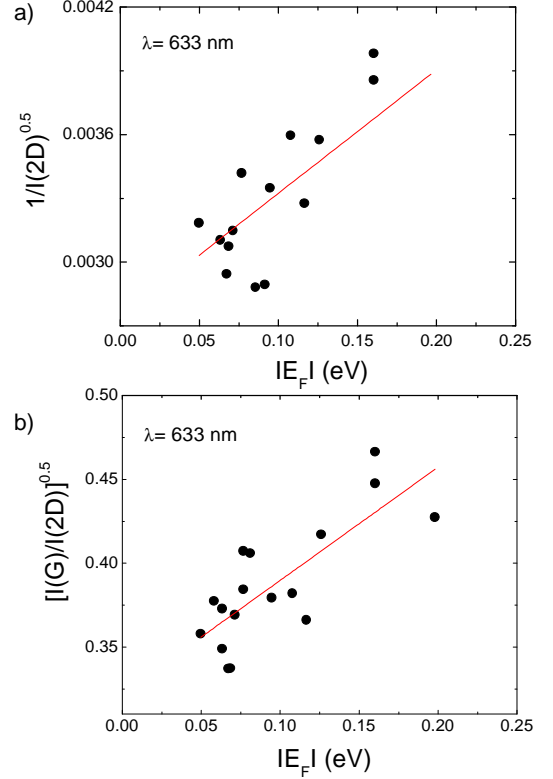 a)
λ= 633 nm
1/I(2D)^0.5
0.0042
0.0036
0.0030
0.00 0.05 0.10 0.15 0.20 0.25
IE_F I (eV)
b)
λ= 633 nm
[I(G)/I(2D)]^0.5
0.50
0.45
0.40
0.35
0.00 0.05 0.10 0.15 0.20 0.25
IE_F I (eV)